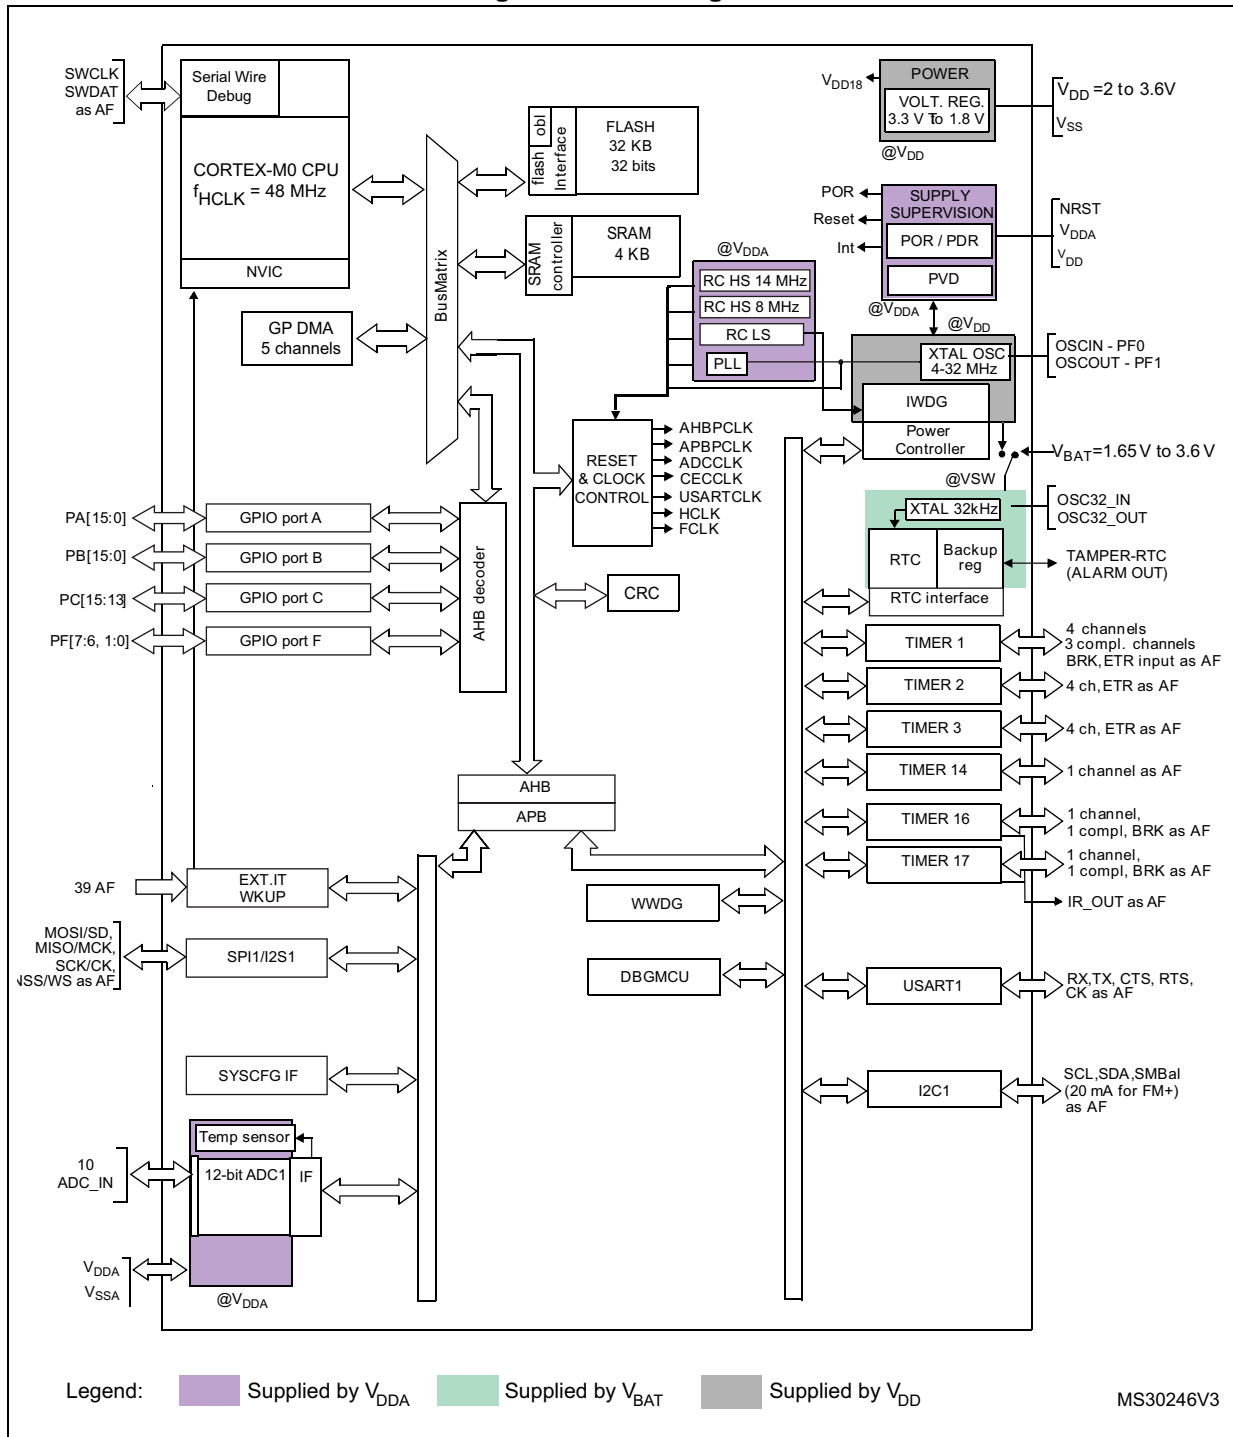 SWCLK
SWDAT
as AF
Serial Wire
Debug
CORTEX-M0 CPU
fHCLK = 48 MHz
NVIC
GP DMA
5 channels
BusMatrix
flash
obl
Interface
FLASH
32 KB
32 bits
SRAM
controller
SRAM
4 KB
VDD18
POWER
VOLT. REG.
3.3 V To 1.8 V
@VDD
VDD =2 to 3.6V
VSS
POR
Reset
Int
SUPPLY
SUPERVISION
POR / PDR
PVD
@VDDA
NRST
VDDA
VDD
@VDDA
RC HS 14 MHz
RC HS 8 MHz
RC LS
PLL
@VDD
XTAL OSC
4-32 MHz
IWDG
Power
Controller
OSCIN - PF0
OSCOUT - PF1
VBAT=1.65 V to 3.6 V
@VSW
RESET
& CLOCK
CONTROL
AHBPCLK
APBPCLK
ADCCLK
CECCLK
USARTCLK
HCLK
FCLK
XTAL 32kHz
RTC
Backup
reg
RTC interface
OSC32_IN
OSC32_OUT
TAMPER-RTC
(ALARM OUT)
PA[15:0]
GPIO port A
PB[15:0]
GPIO port B
PC[15:13]
GPIO port C
PF[7:6, 1:0]
GPIO port F
AHB decoder
CRC
TIMER 1
4 channels
3 compl. channels
BRK,ETR input as AF
TIMER 2
4 ch,ETR as AF
TIMER 3
4 ch, ETR as AF
TIMER 14
1 channel as AF
TIMER 16
1 channel,
1 compl, BRK as AF
TIMER 17
1 channel,
1 compl, BRK as AF
IR_OUT as AF
AHB
APB
39 AF
EXT.IT
WKUP
WWDG
MOSI/SD,
MISO/MCK,
SCK/CK,
NSS/WS as AF
SPI1/I2S1
DBGMCU
USART1
RX,TX, CTS, RTS,
CK as AF
SYSCFG IF
I2C1
SCL,SDA,SMBal
(20 mA for FM+)
as AF
Temp sensor
10
ADC_IN
12-bit ADC1
IF
VDDA
VSSA
@VDDA
Legend:
Supplied by VDDA
Supplied by VBAT
Supplied by VDD
MS30246V3